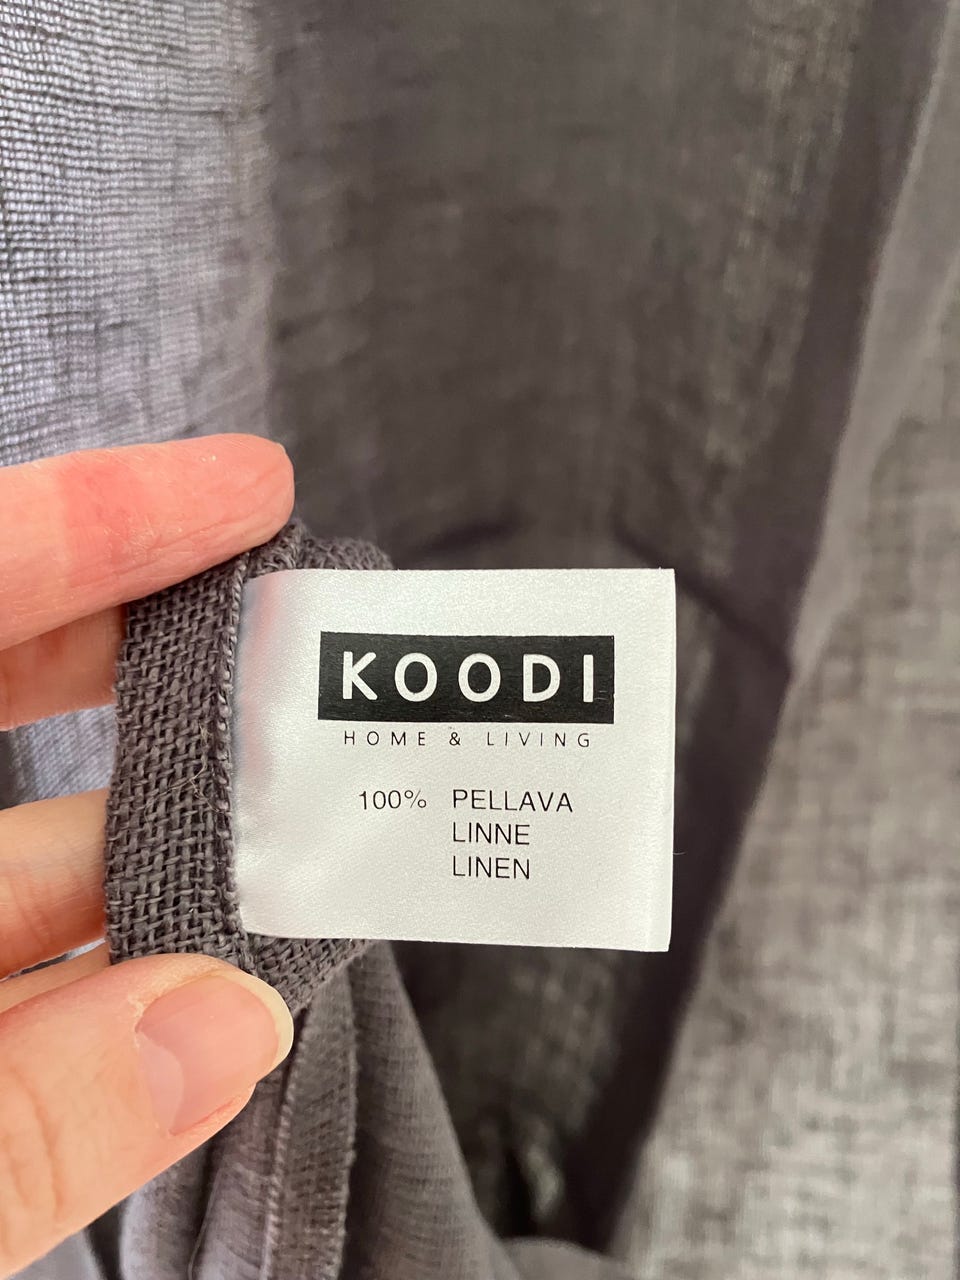 KOODI
HOME & LIVING
100% PELLAVA
LINNE
LINEN